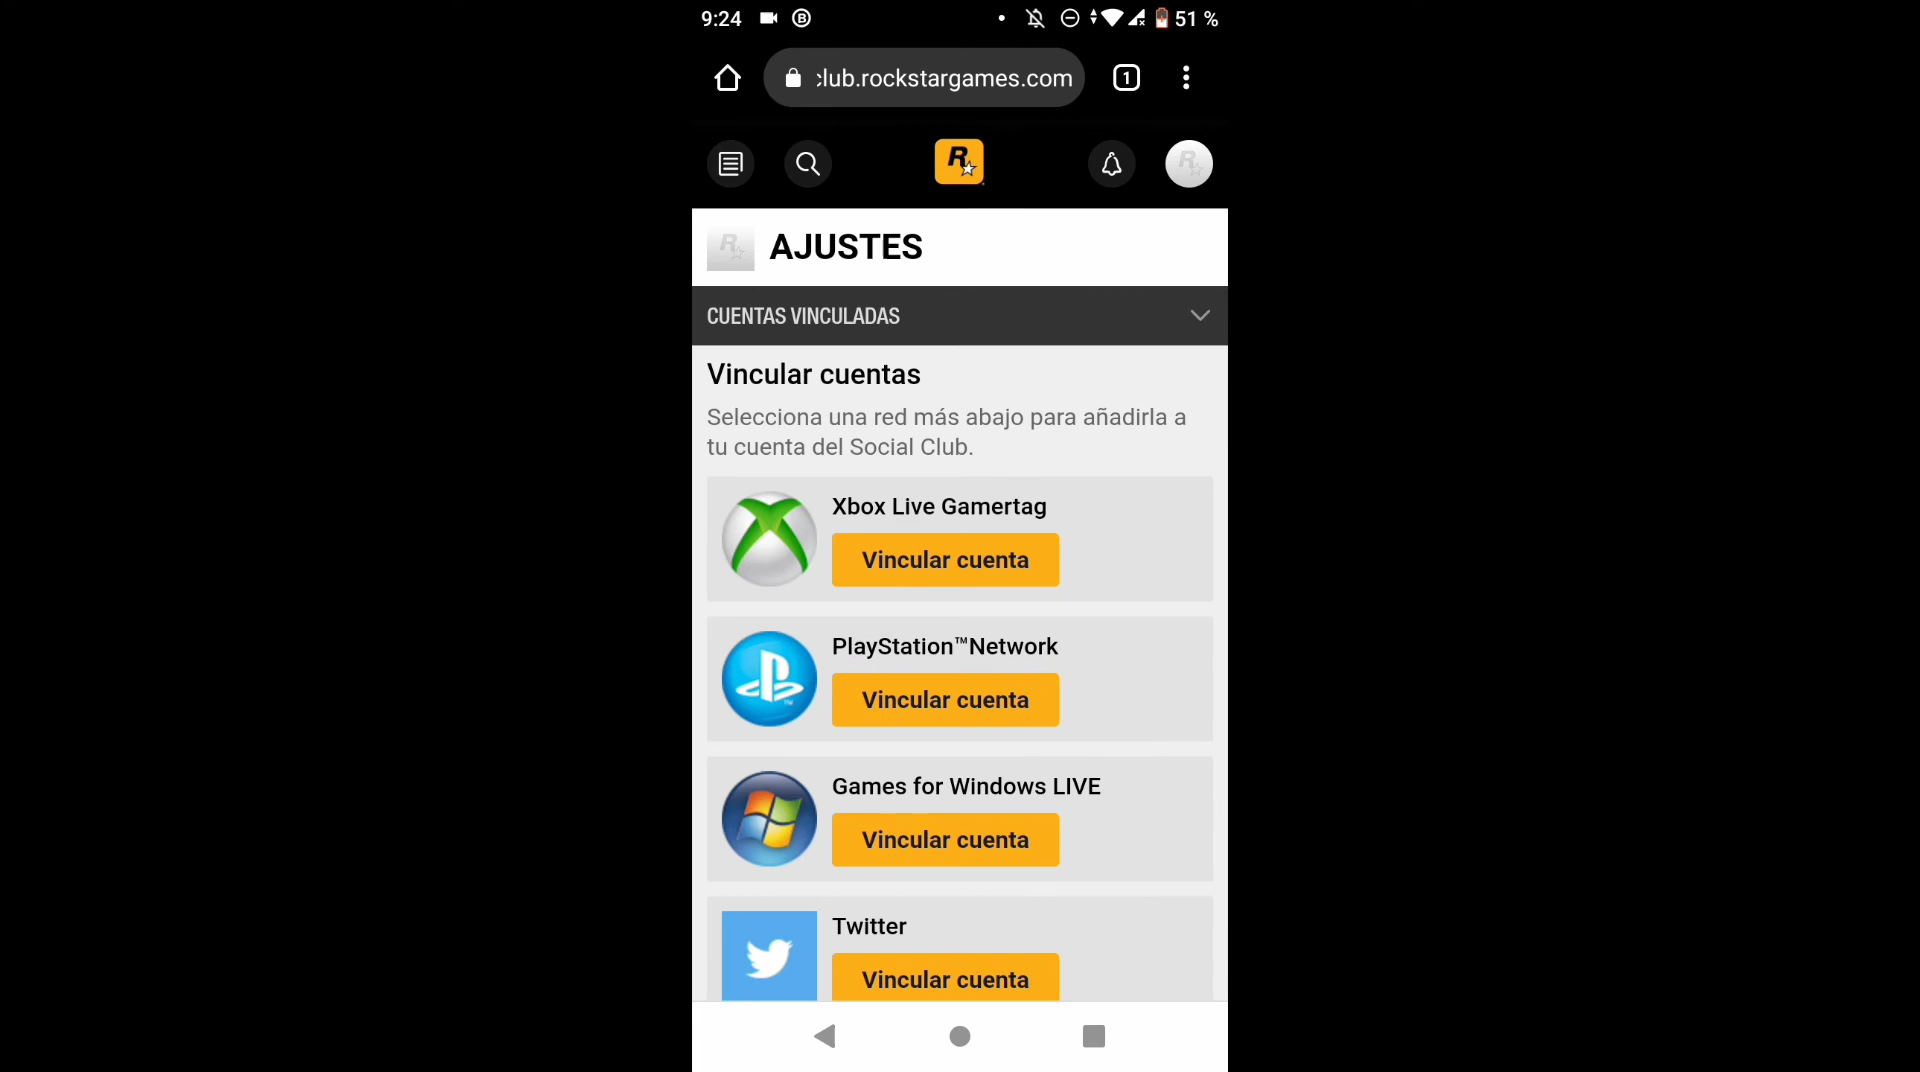 9:24
51 %
club.rockstargames.com
1
AJUSTES
CUENTAS VINCULADAS
Vincular cuentas
Selecciona una red más abajo para añadirla a
tu cuenta del Social Club.
Xbox Live Gamertag
Vincular cuenta
PlayStation™Network
Vincular cuenta
Games for Windows LIVE
Vincular cuenta
Twitter
Vincular cuenta